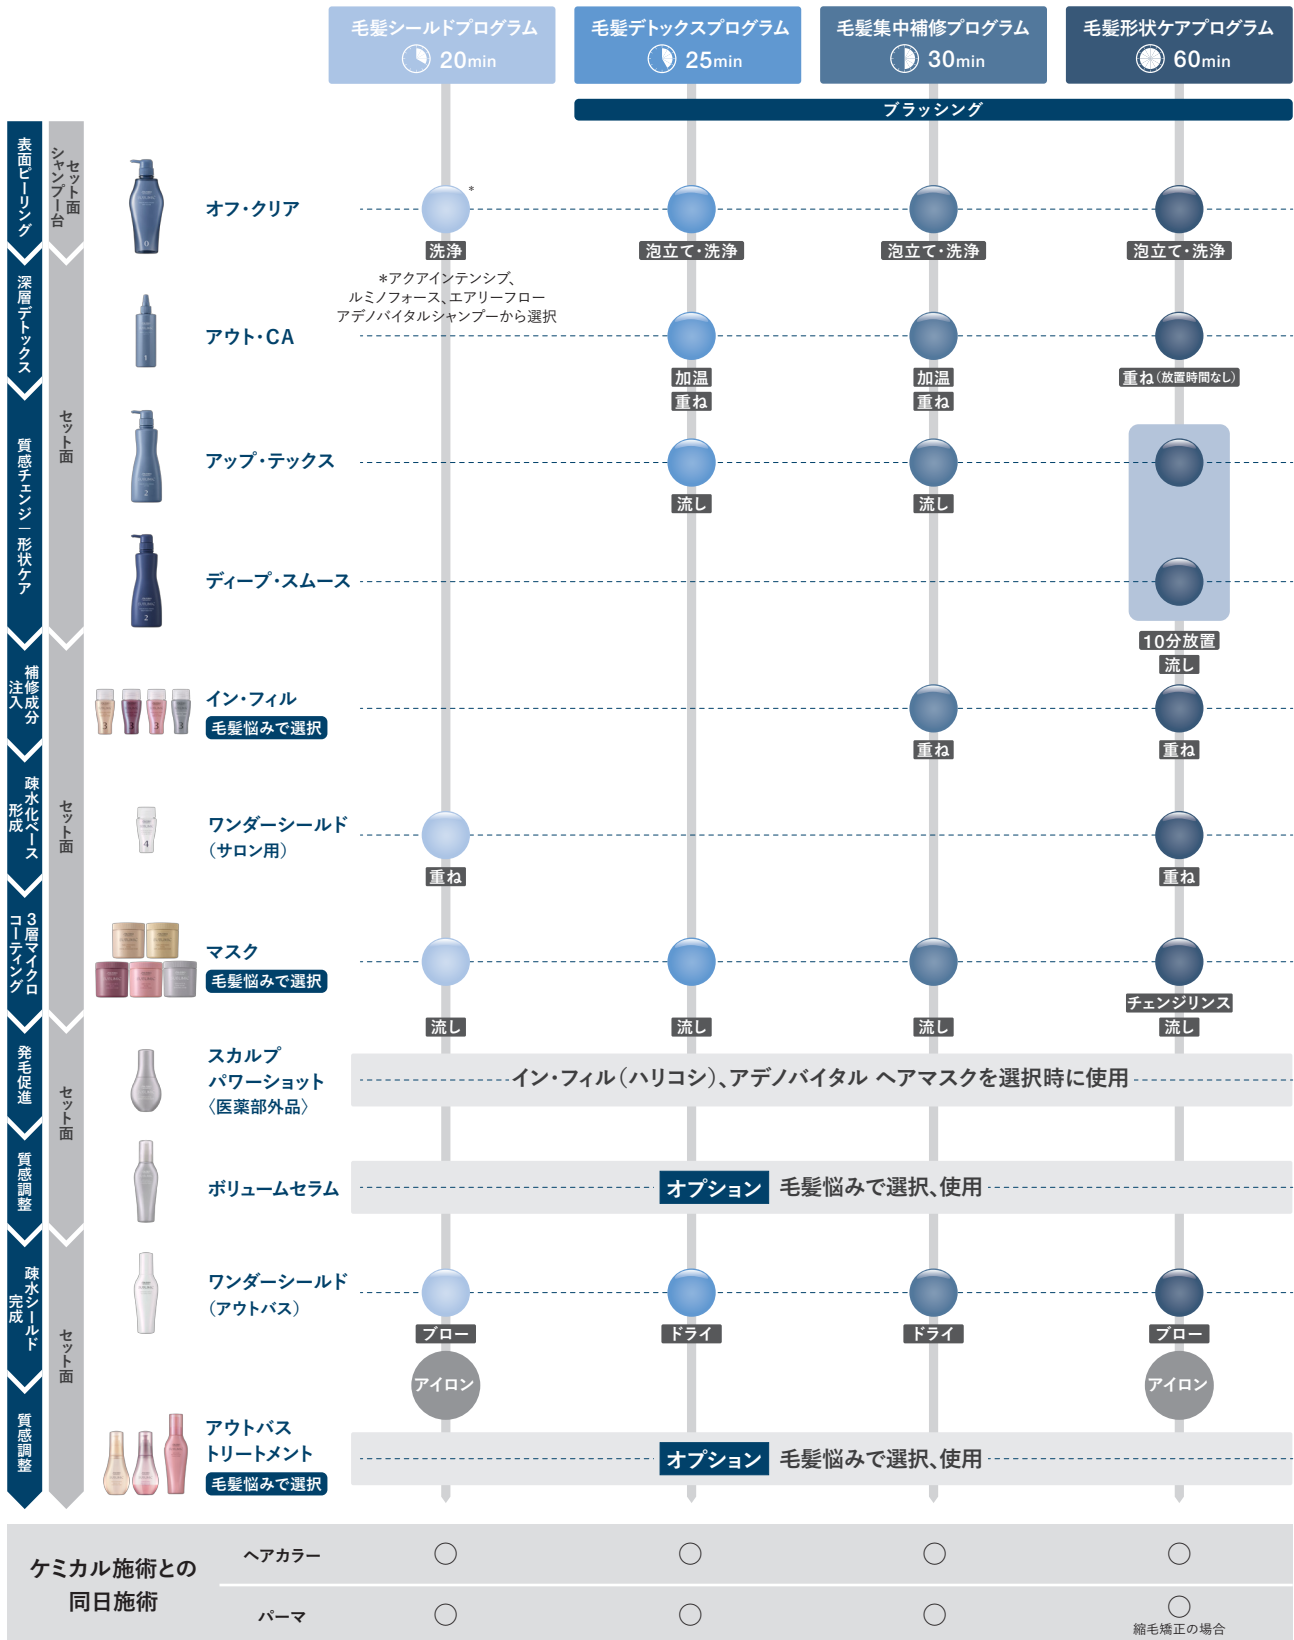 毛髪シールドプログラム
20min
毛髪デトックスプログラム
25min
毛髪集中補修プログラム
30min
毛髪形状ケアプログラム
60min
ブラッシング
表面ピーリング
セット面
シャンプー台
0
オフ・クリア
*
洗浄
泡立て・洗浄
泡立て・洗浄
泡立て・洗浄
*アクアインテンシブ、
ルミノフォース、エアリーフロー
アデノバイタルシャンプーから選択
深層デトックス
セット面
1
アウト・CA
加温
重ね
加温
重ね
重ね(放置時間なし)
質感チェンジ―形状ケア
2
アップ・テックス
流し
流し
2
ディープ・スムース
10分放置
流し
補修成分
注入
セット面
3
3
3
3
イン・フィル
毛髪悩みで選択
重ね
重ね
疎水化ベース
形成
4
ワンダーシールド
（サロン用）
重ね
重ね
3層マイクロ
コーティング
マスク
毛髪悩みで選択
チェンジリンス
流し
流し
流し
流し
発毛促進
セット面
スカルプ
パワーショット
〈医薬部外品〉
イン・フィル（ハリコシ）、アデノバイタル ヘアマスクを選択時に使用
質感調整
ボリュームセラム
オプション 毛髪悩みで選択、使用
疎水シールド
完成
セット面
ワンダーシールド
（アウトバス）
ブロー
ドライ
ドライ
ブロー
アイロン
アイロン
質感調整
アウトバス
トリートメント
毛髪悩みで選択
オプション 毛髪悩みで選択、使用
ケミカル施術との
同日施術
ヘアカラー
○ ○ ○ ○
パーマ
○ ○ ○ ○
縮毛矯正の場合